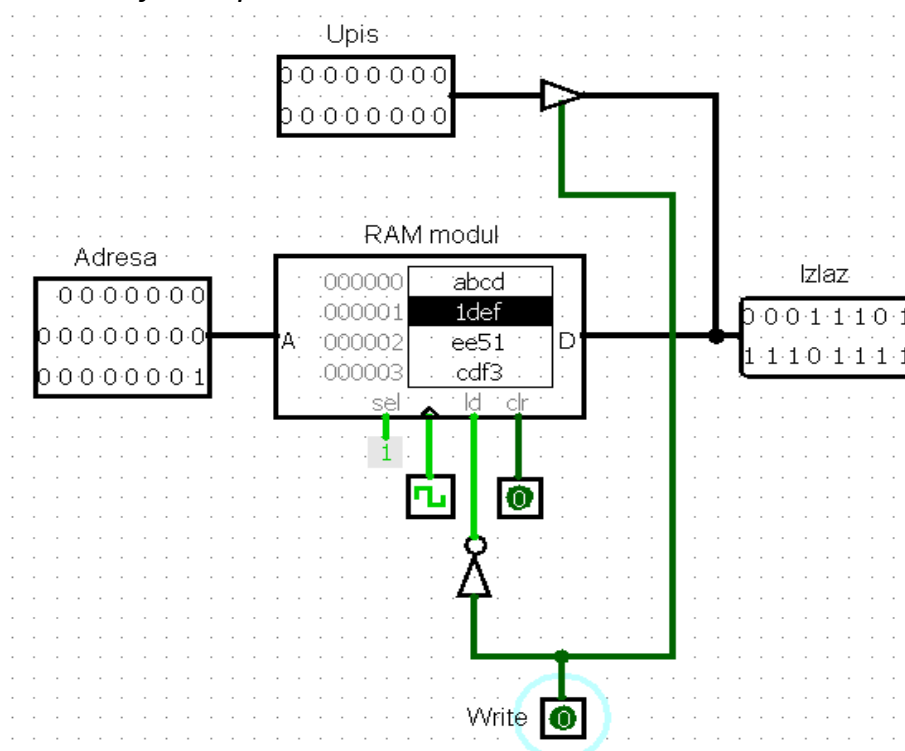 Upis
0 0 0 0 0 0 0 0
0 0 0 0 0 0 0 0
RAM modul
Adresa
0 0 0 0 0 0 0
0 0 0 0 0 0 0 0
0 0 0 0 0 0 0 1
A
000000 abcd
000001 1def
000002 ee51
000003 cdf3
D
sel ld clr
1
0
Izlaz
0 0 0 1 1 1 0 1
1 1 1 0 1 1 1 1
Write 0